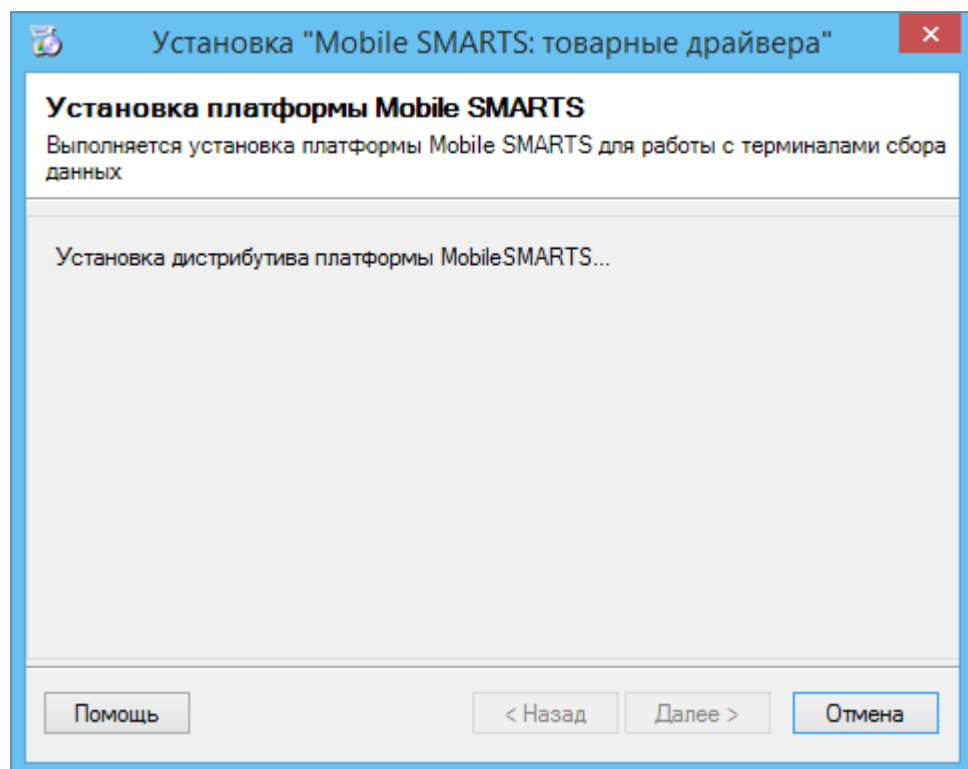 Установка "Mobile SMARTS: товарные драйвера"
Установка платформы Mobile SMARTS
Выполняется установка платформы Mobile SMARTS для работы с терминалами сбора
данных
Установка дистрибутива платформы MobileSMARTS...
Помощь
< Назад
Далее >
Отмена